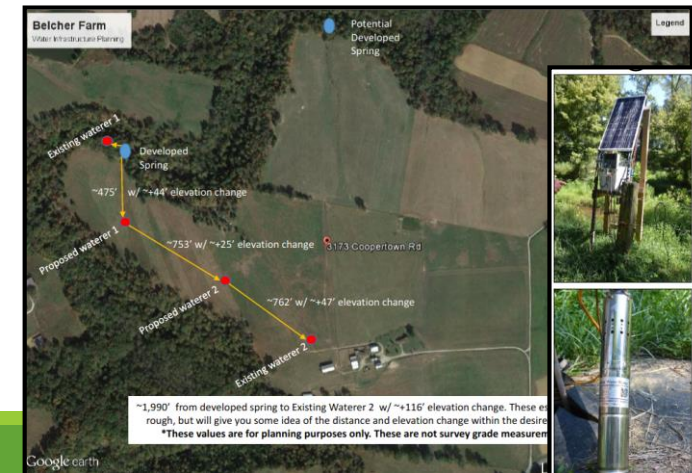 Belcher Farm
Water Infrastructure Planning
Potential
Developed
Spring
Legend
Existing waterer 1
Developed
Spring
~475' w/ ~+44' elevation change
Proposed waterer 1
~753' w/ ~+25' elevation change
3173 Coopertown Rd
Proposed waterer 2
~762' w/ ~+47' elevation change
Existing waterer 2
~1,990' from developed spring to Existing Waterer 2 w/ ~+116' elevation change. These es
rough, but will give you some idea of the distance and elevation change within the desire
*These values are for planning purposes only. These are not survey grade measurem
Google earth